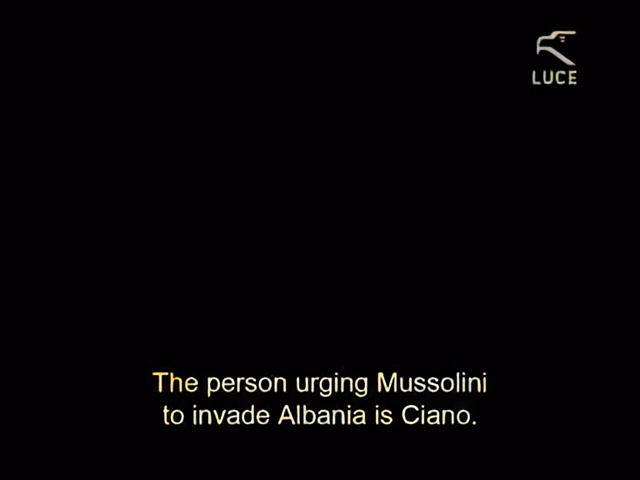 LUCE
The person urging Mussolini
to invade Albania is Ciano.